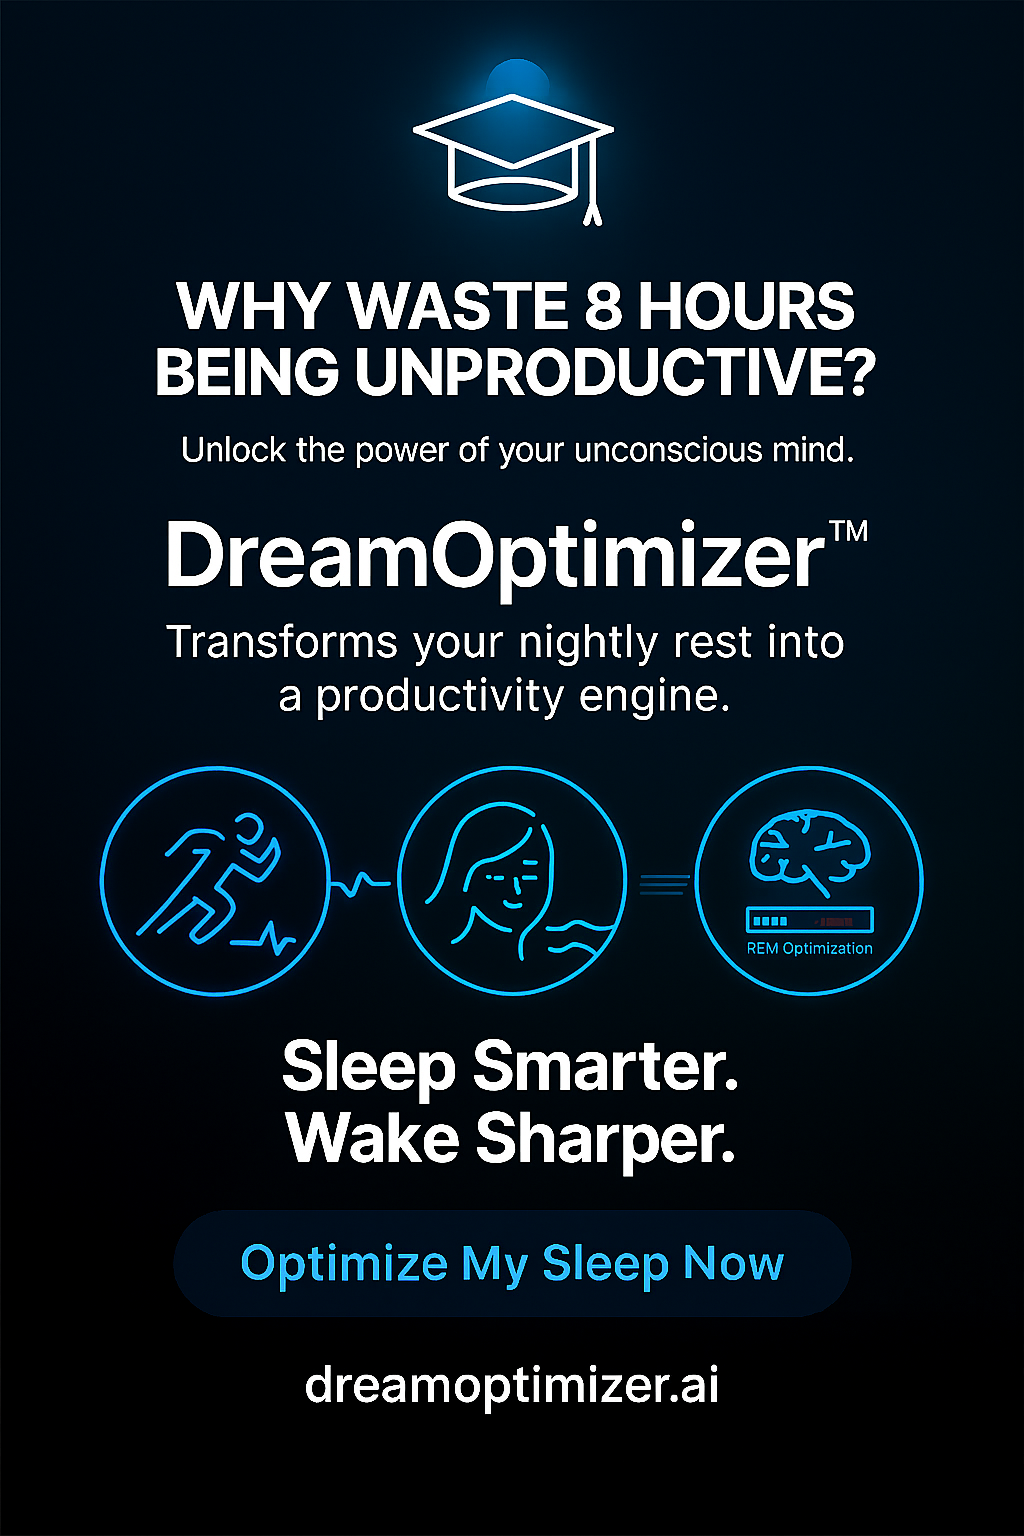 WHY WASTE 8 HOURS
BEING UNPRODUCTIVE?
Unlock the power of your unconscious mind.
DreamOptimizer™
Transforms your nightly rest into
a productivity engine.
REM Optimization
Sleep Smarter.
Wake Sharper.
Optimize My Sleep Now
dreamoptimizer.ai